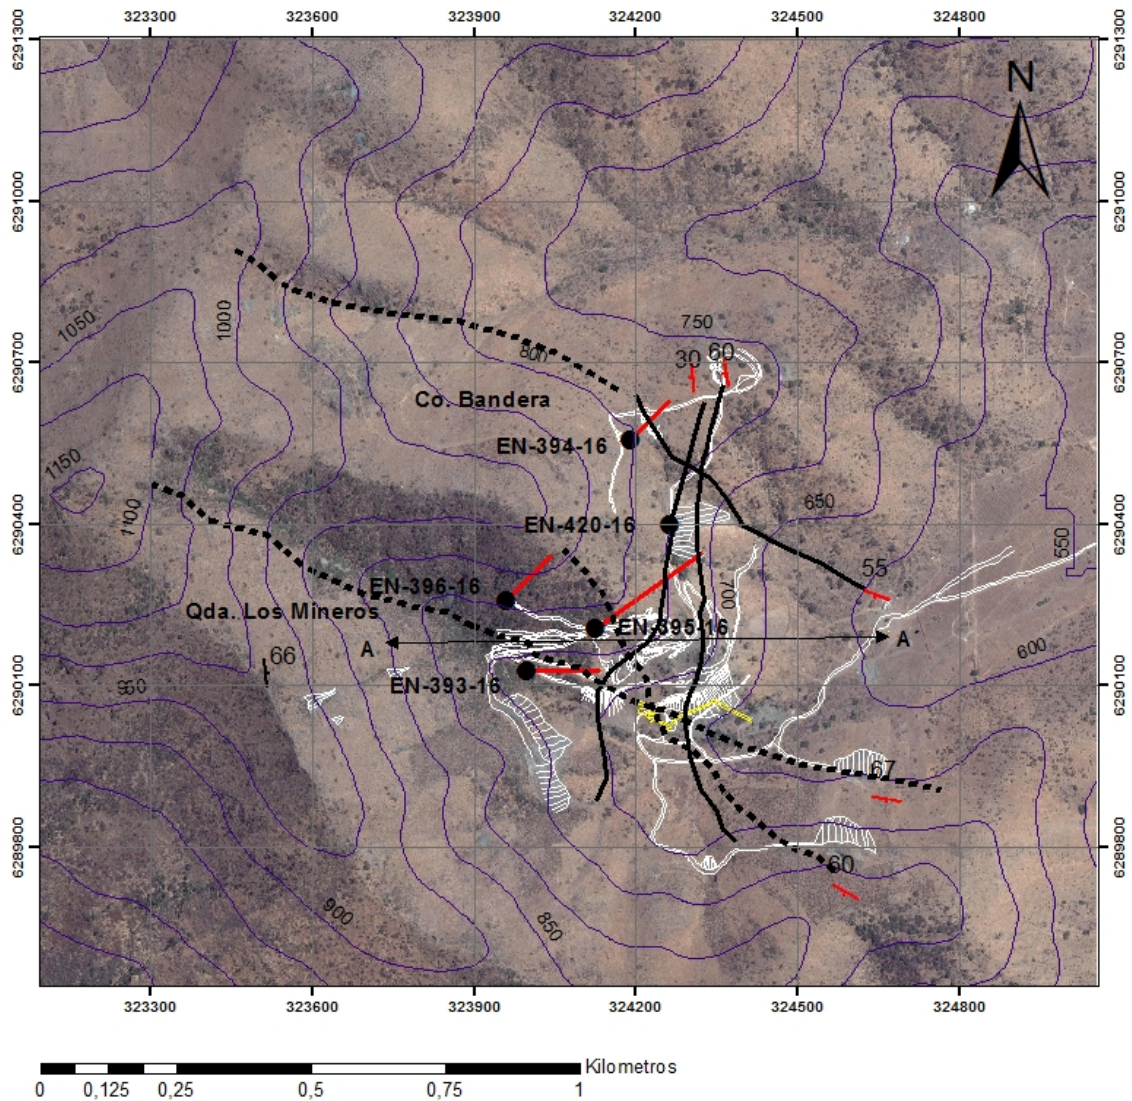 323300 323600 323900 324200 324500 324800
6291300 6291300
N
6291000 6291000
1050
1000
750
800
30 60
6290700 6290700
Co. Bandera
EN-394-16
1150
1100
650
6290400 EN-420-16 6290400
550
55
EN-396-16
700
Qda. Los Mineros
EN-395-16
A A´
66
600
6290100 EN-393-16 6290100
67
6289800 6289800
60
900
850
323300 323600 323900 324200 324500 324800
Kilometros
0 0,125 0,25 0,5 0,75 1